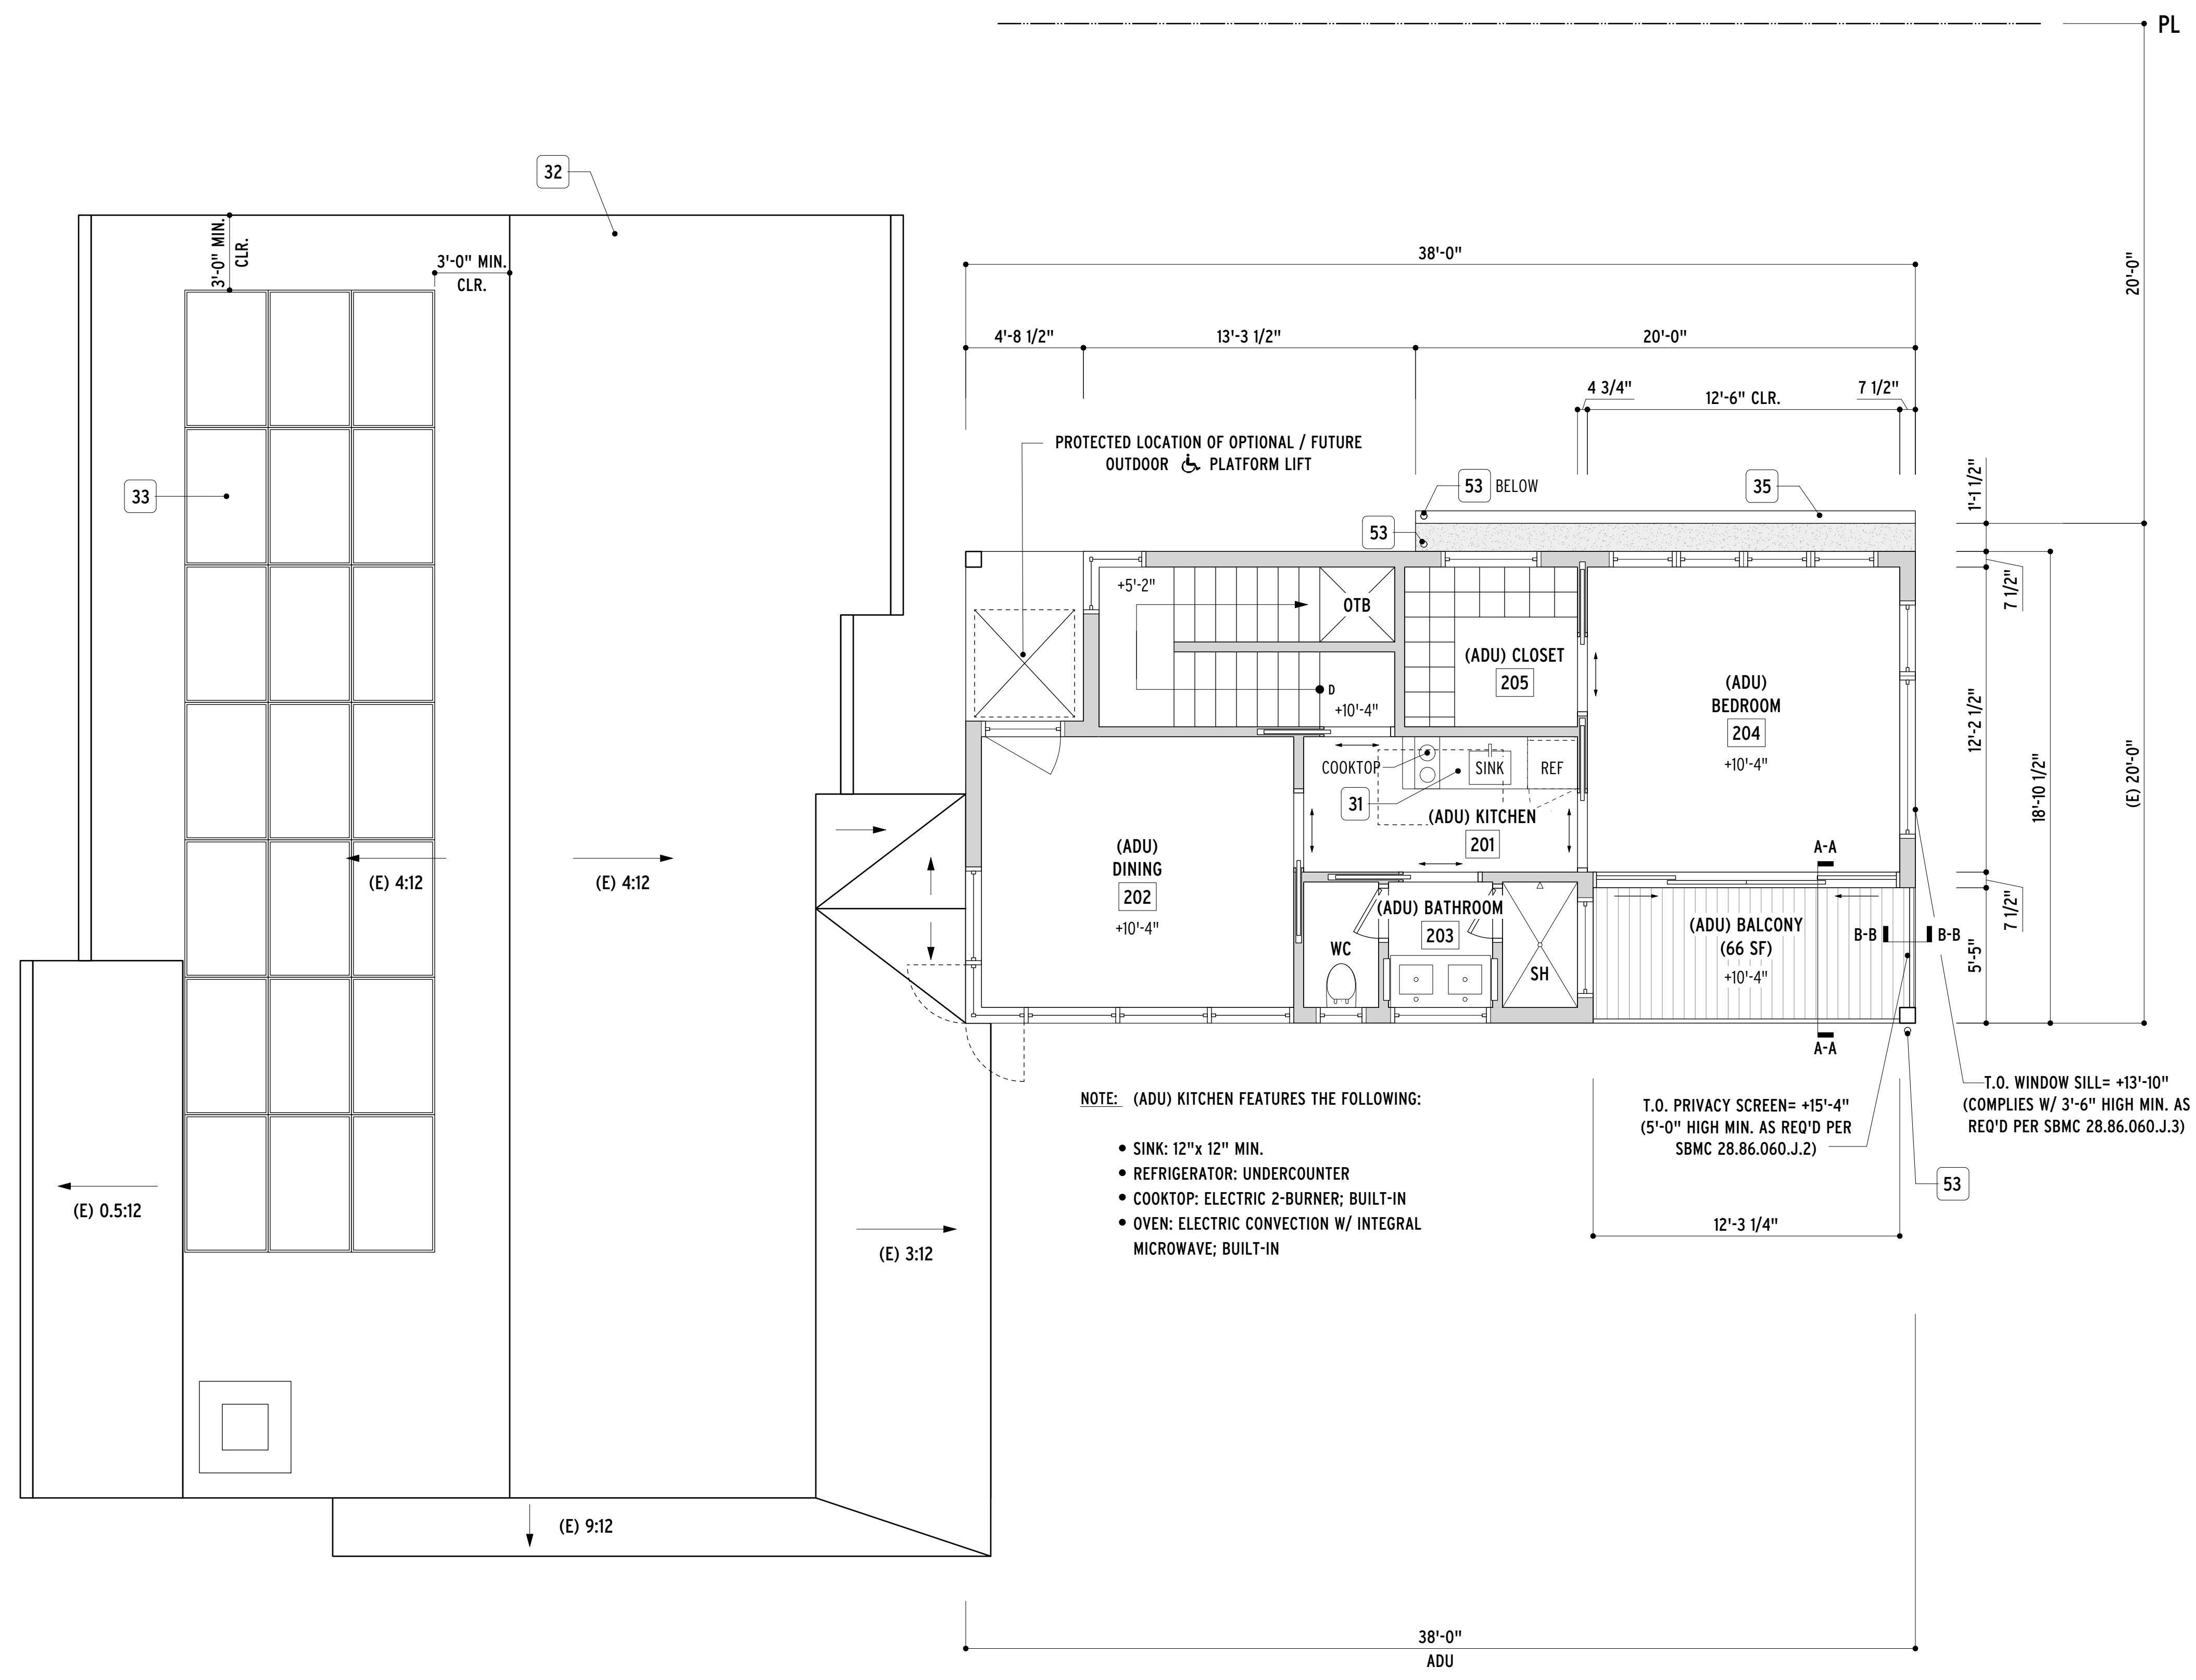 PL
32
3'-0" MIN.
CLR.
3'-0" MIN.
CLR.
38'-0"
20'-0"
4'-8 1/2"
13'-3 1/2"
20'-0"
4 3/4"
12'-6" CLR.
7 1/2"
PROTECTED LOCATION OF OPTIONAL / FUTURE
OUTDOOR PLATFORM LIFT
33
53 BELOW
35
1'-1 1/2"
53
+5'-2"
OTB
7 1/2"
(ADU) CLOSET
205
(ADU)
BEDROOM
204
+10'-4"
D
+10'-4"
12'-2 1/2"
18'-10 1/2"
(E) 20'-0"
COOKTOP
SINK
REF
31
(ADU) KITCHEN
201
(ADU)
DINING
202
+10'-4"
A-A
(E) 4:12
(E) 4:12
(ADU) BATHROOM
203
WC
SH
(ADU) BALCONY
(66 SF)
+10'-4"
B-B
B-B
7 1/2"
5'-5"
A-A
NOTE: (ADU) KITCHEN FEATURES THE FOLLOWING:
• SINK: 12"x 12" MIN.
• REFRIGERATOR: UNDERCOUNTER
• COOKTOP: ELECTRIC 2-BURNER; BUILT-IN
• OVEN: ELECTRIC CONVECTION W/ INTEGRAL
MICROWAVE; BUILT-IN
T.O. PRIVACY SCREEN= +15'-4"
(5'-0" HIGH MIN. AS REQ'D PER
SBMC 28.86.060.J.2)
T.O. WINDOW SILL= +13'-10"
(COMPLIES W/ 3'-6" HIGH MIN. AS
REQ'D PER SBMC 28.86.060.J.3)
53
12'-3 1/4"
(E) 0.5:12
(E) 3:12
(E) 9:12
38'-0"
ADU